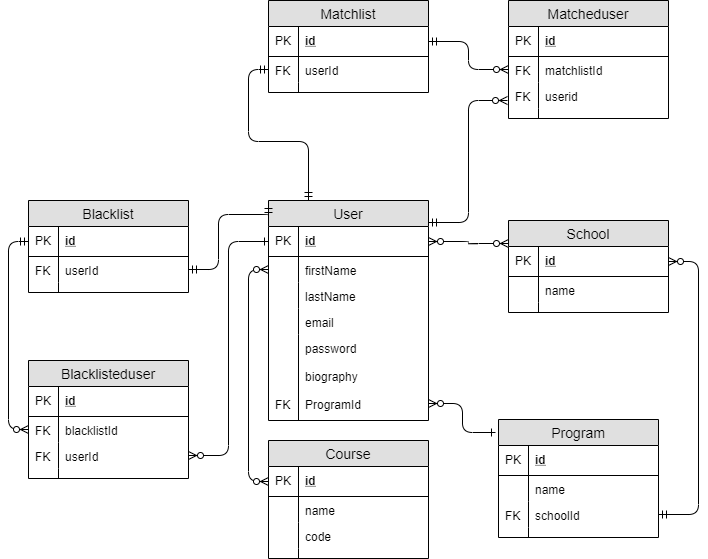 Matchlist
PK id
FK userId
Matcheduser
PK id
FK matchlistId
FK userid
Blacklist
PK id
FK userId
User
PK id
firstName
lastName
email
password
biography
FK ProgramId
School
PK id
name
Blacklisteduser
PK id
FK blacklistId
FK userId
Course
PK id
name
code
Program
PK id
name
FK schoolId